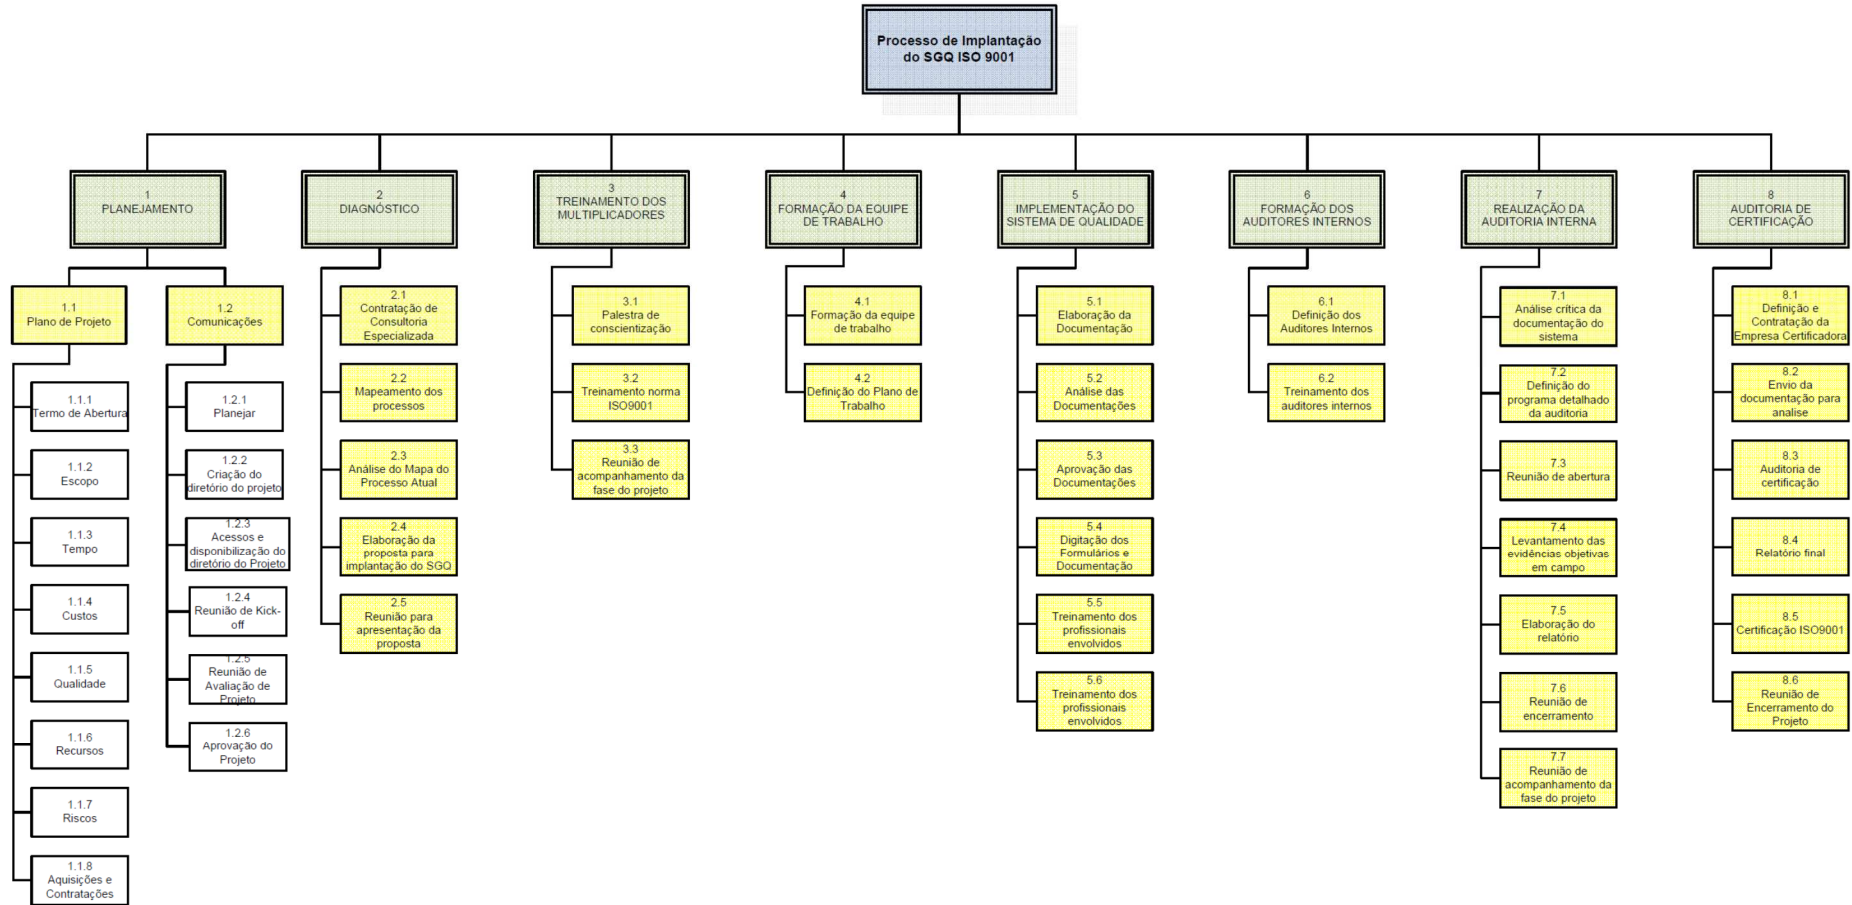 Processo de Implantação
do SGQ ISO 9001
1
PLANEJAMENTO
2
DIAGNÓSTICO
3
TREINAMENTO DOS
MULTIPLICADORES
4
FORMAÇÃO DA EQUIPE
DE TRABALHO
5
IMPLEMENTAÇÃO DO
SISTEMA DE QUALIDADE
6
FORMAÇÃO DOS
AUDITORES INTERNOS
7
REALIZAÇÃO DA
AUDITORIA INTERNA
8
AUDITORIA DE
CERTIFICAÇÃO
1.1
Plano de Projeto
1.1.1
Termo de Abertura
1.1.2
Escopo
1.1.3
Tempo
1.1.4
Custos
1.1.5
Qualidade
1.1.6
Recursos
1.1.7
Riscos
1.1.8
Aquisições e
Contratações
1.2
Comunicações
1.2.1
Planejar
1.2.2
Criação do
diretório do projeto
1.2.3
Acessos e
disponibilização do
diretório do Projeto
1.2.4
Reunião de Kick-
off
1.2.5
Reunião de
Avaliação de
Projeto
1.2.6
Aprovação do
Projeto
2.1
Contratação de
Consultoria
Especializada
2.2
Mapeamento dos
processos
2.3
Análise do Mapa do
Processo Atual
2.4
Elaboração da
proposta para
implantação do SGQ
2.5
Reunião para
apresentação da
proposta
3.1
Palestra de
conscientização
3.2
Treinamento norma
ISO9001
3.3
Reunião de
acompanhamento da
fase do projeto
4.1
Formação da equipe
de trabalho
4.2
Definição do Plano de
Trabalho
5.1
Elaboração da
Documentação
5.2
Análise das
Documentações
5.3
Aprovação das
Documentações
5.4
Digitação dos
Formulários e
Documentação
5.5
Treinamento dos
profissionais
envolvidos
5.6
Treinamento dos
profissionais
envolvidos
6.1
Definição dos
Auditores Internos
6.2
Treinamento dos
auditores internos
7.1
Análise crítica da
documentação do
sistema
7.2
Definição do
programa detalhado
da auditoria
7.3
Reunião de abertura
7.4
Levantamento das
evidências objetivas
em campo
7.5
Elaboração do
relatório
7.6
Reunião de
encerramento
7.7
Reunião de
acompanhamento da
fase do projeto
8.1
Definição e
Contratação da
Empresa Certificadora
8.2
Envio da
documentação para
analise
8.3
Auditoria de
certificação
8.4
Relatório final
8.5
Certificação ISO9001
8.6
Reunião de
Encerramento do
Projeto